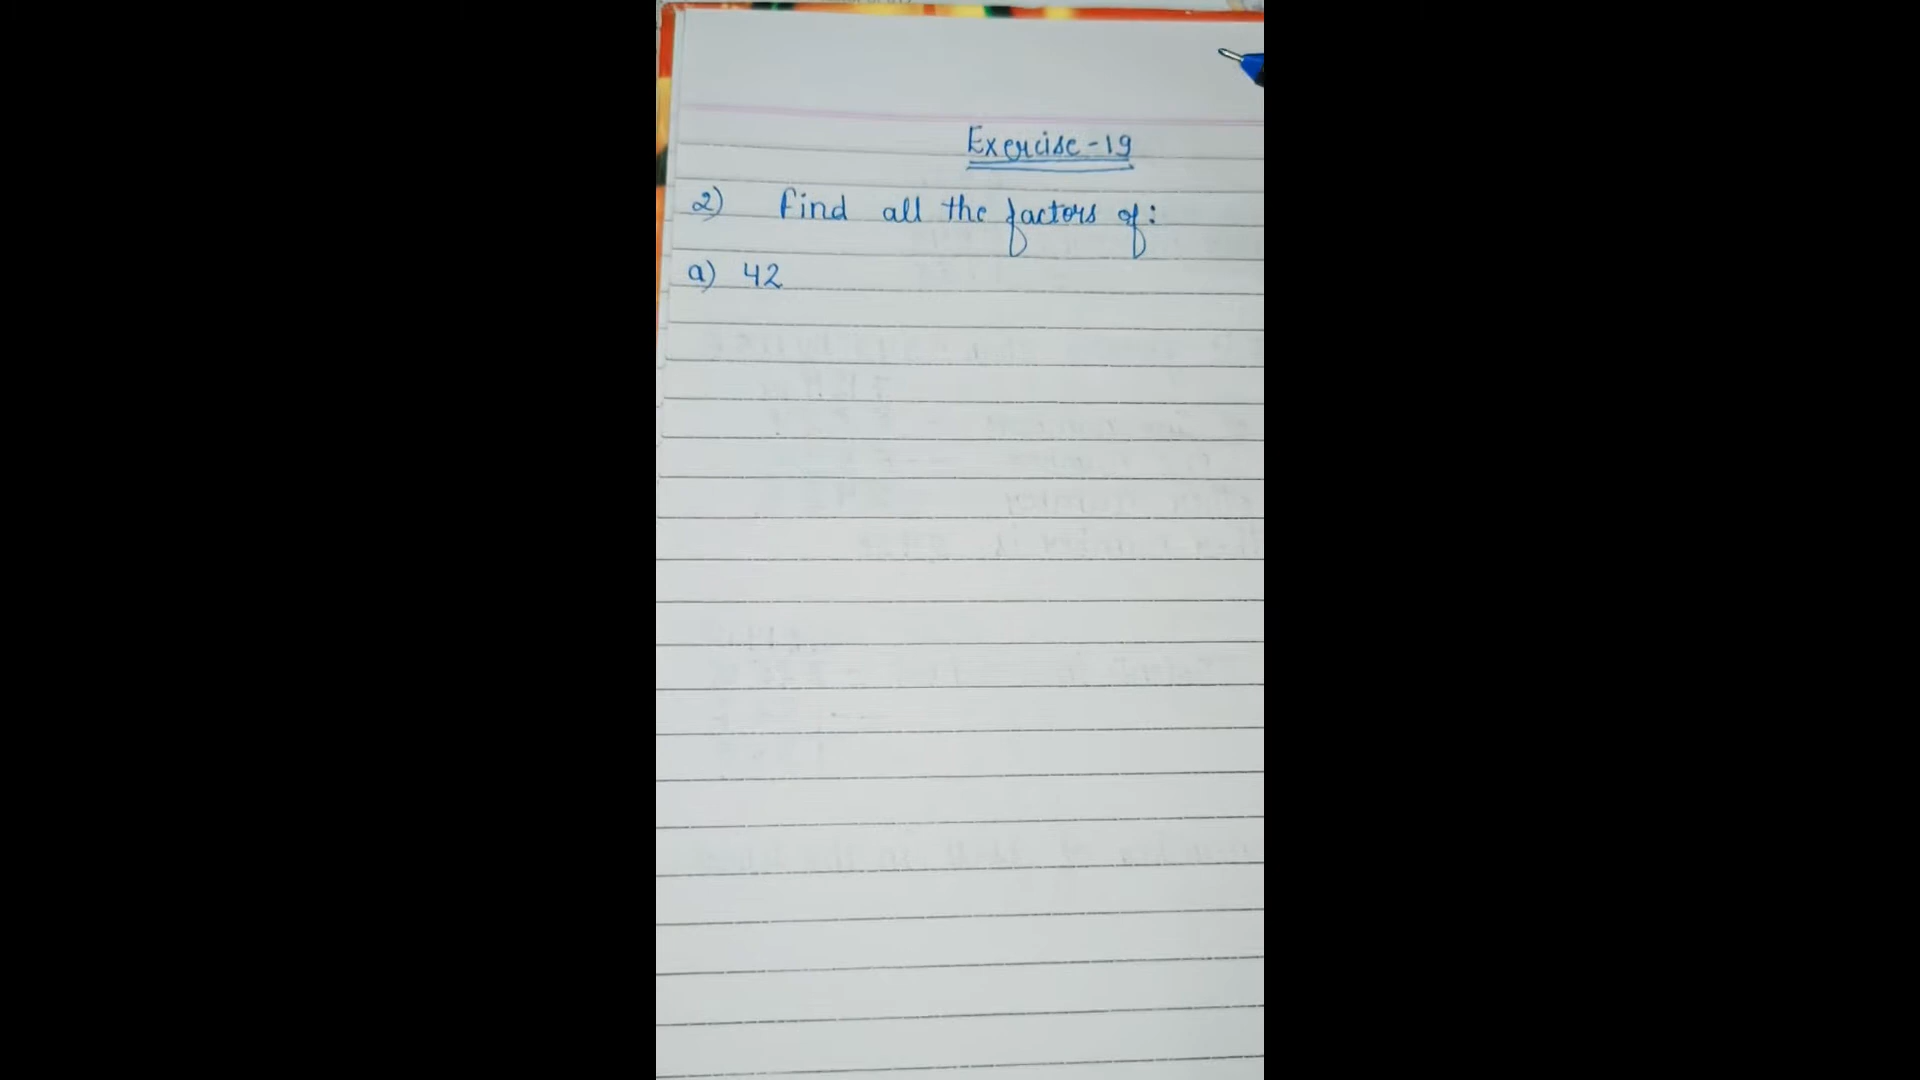 Exercise-19
2) Find all the factors of:
a) 42